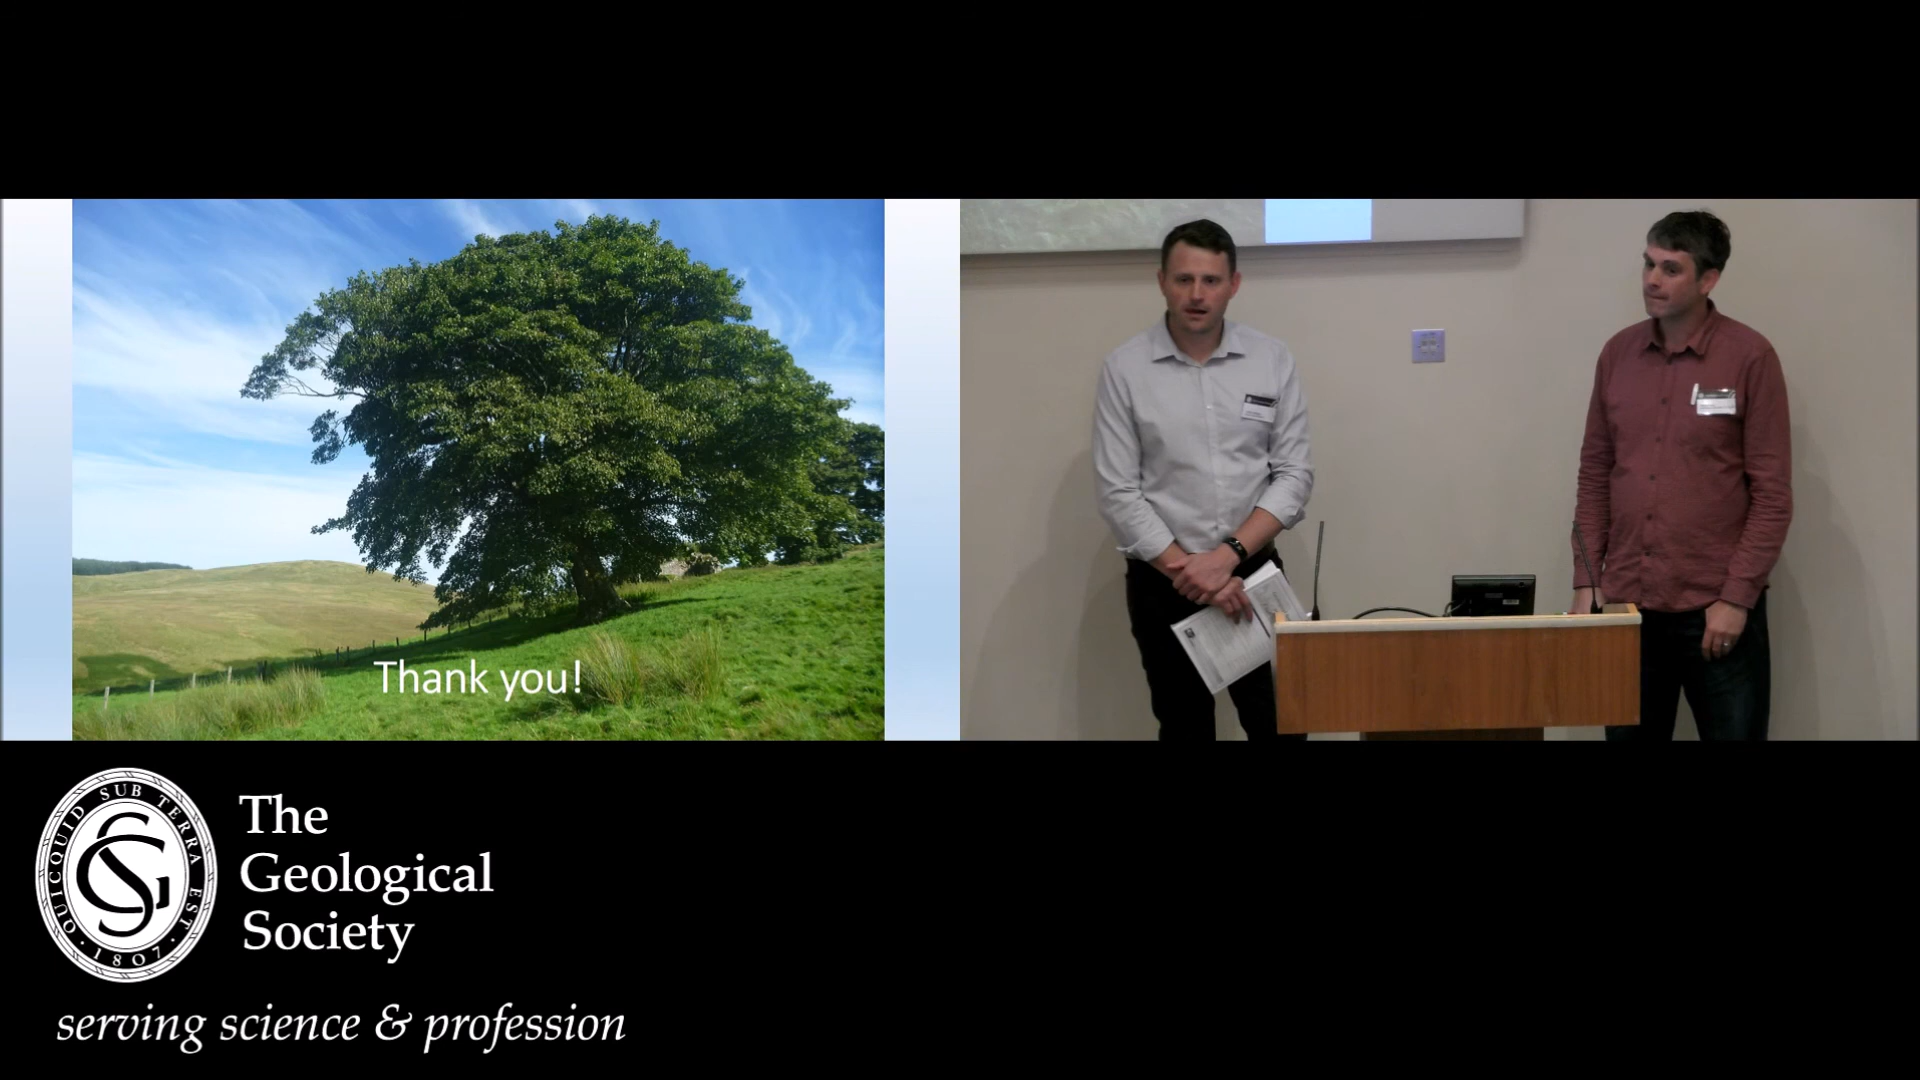 Thank you!
QUICQUID SUB TERRA EST
· 1807 ·
The
Geological
Society
serving science & profession